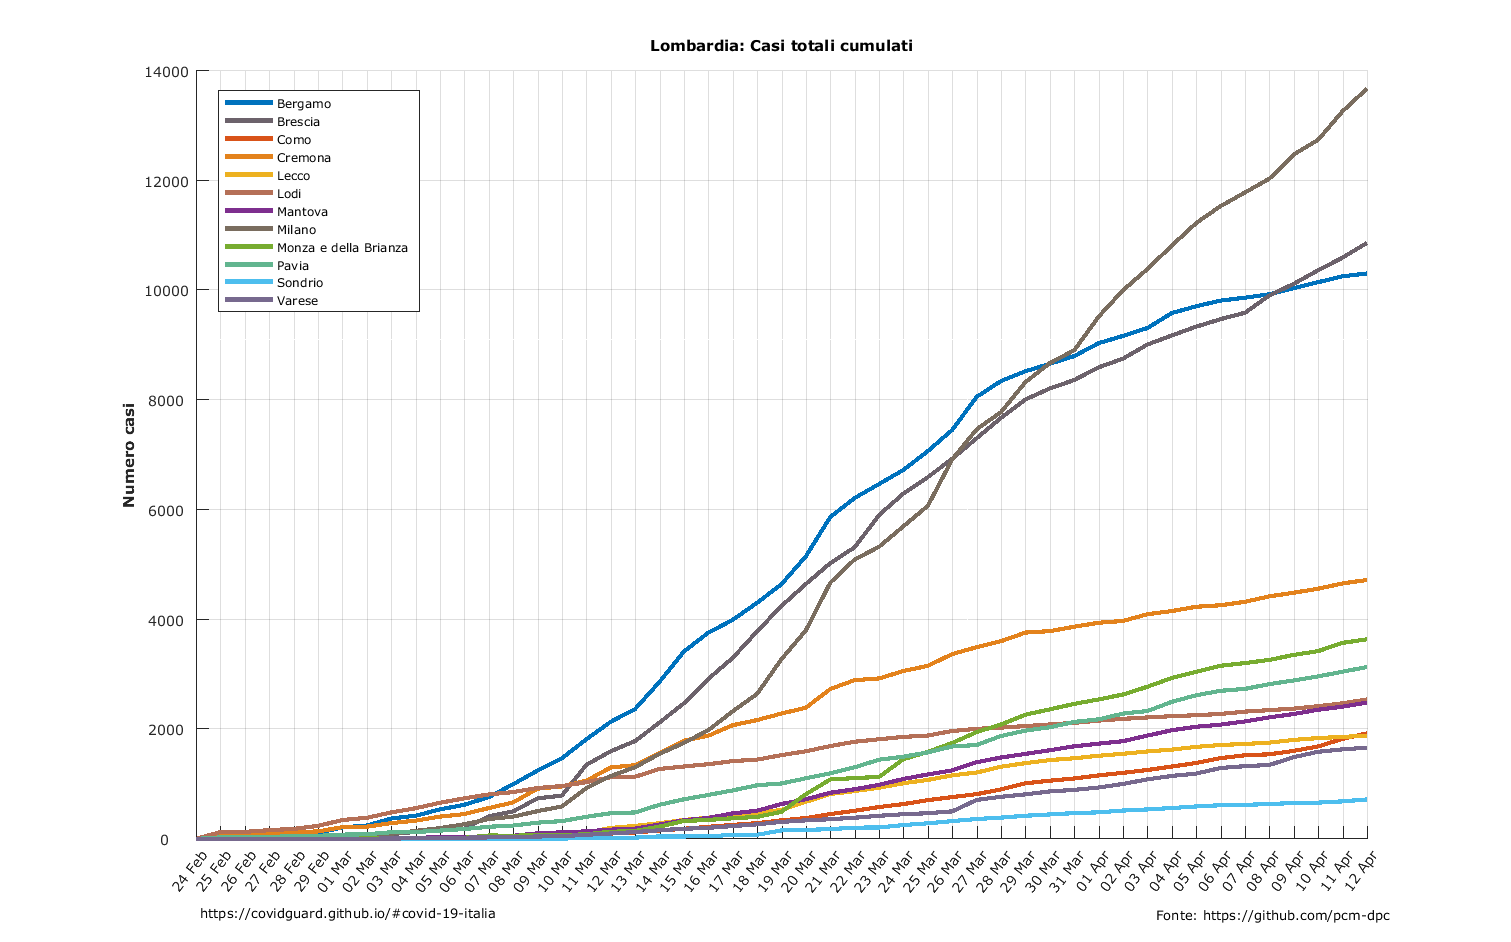 Lombardia: Casi totali cumulati
14000
12000
10000
8000
6000
4000
2000
0
Numero casi
Bergamo
Brescia
Como
Cremona
Lecco
Lodi
Mantova
Milano
Monza e della Brianza
Pavia
Sondrio
Varese
24 Feb
25 Feb
26 Feb
27 Feb
28 Feb
29 Feb
01 Mar
02 Mar
03 Mar
04 Mar
05 Mar
06 Mar
07 Mar
08 Mar
09 Mar
10 Mar
11 Mar
12 Mar
13 Mar
14 Mar
15 Mar
16 Mar
17 Mar
18 Mar
19 Mar
20 Mar
21 Mar
22 Mar
23 Mar
24 Mar
25 Mar
26 Mar
27 Mar
28 Mar
29 Mar
30 Mar
31 Mar
01 Apr
02 Apr
03 Apr
04 Apr
05 Apr
06 Apr
07 Apr
08 Apr
09 Apr
10 Apr
11 Apr
12 Apr
https://covidguard.github.io/#covid-19-italia
Fonte: https://github.com/pcm-dpc